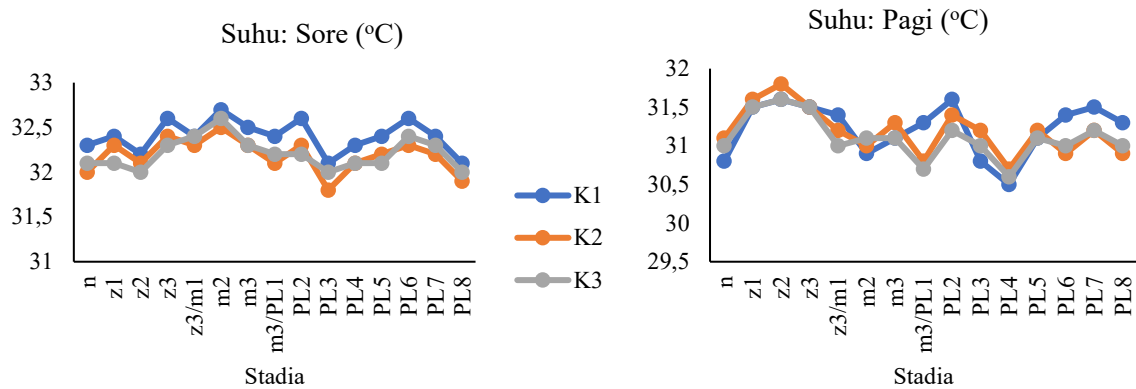 Suhu: Sore (°C)
33
32,5
32
31,5
31
n
z1
z2
z3
z3/m1
m2
m3
m3/PL1
PL2
PL3
PL4
PL5
PL6
PL7
PL8
Stadia
K1
K2
K3
Suhu: Pagi (°C)
32
31,5
31
30,5
30
29,5
n
z1
z2
z3
z3/m1
m2
m3
m3/PL1
PL2
PL3
PL4
PL5
PL6
PL7
PL8
Stadia